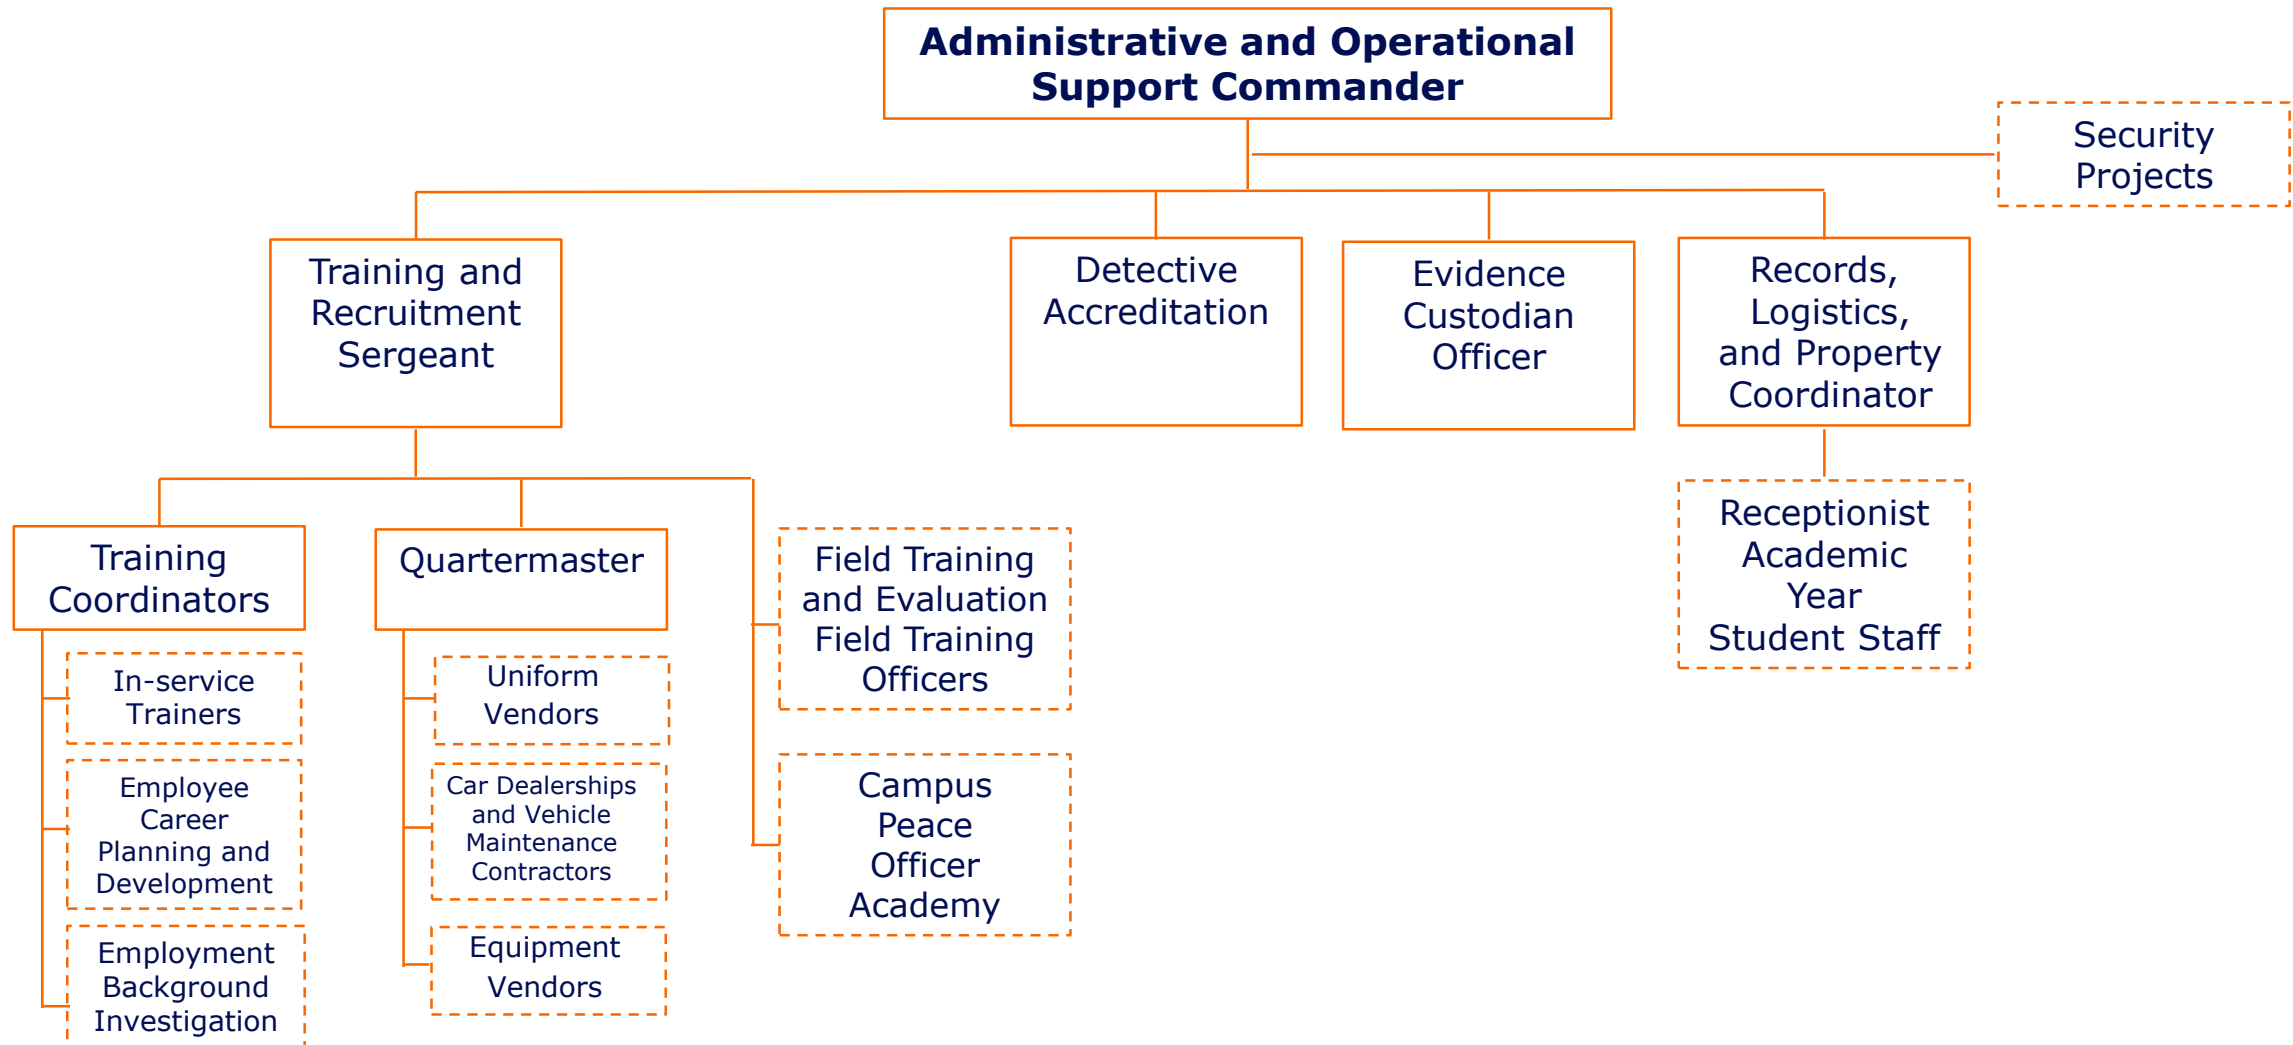 Administrative and Operational
Support Commander
Security
Projects
Training and
Recruitment
Sergeant
Detective
Accreditation
Evidence
Custodian
Officer
Records,
Logistics,
and Property
Coordinator
Training
Coordinators
Quartermaster
Field Training
and Evaluation
Field Training
Officers
Receptionist
Academic
Year
Student Staff
In-service
Trainers
Uniform
Vendors
Employee
Career
Planning and
Development
Car Dealerships
and Vehicle
Maintenance
Contractors
Campus
Peace
Officer
Academy
Employment
Background
Investigation
Equipment
Vendors